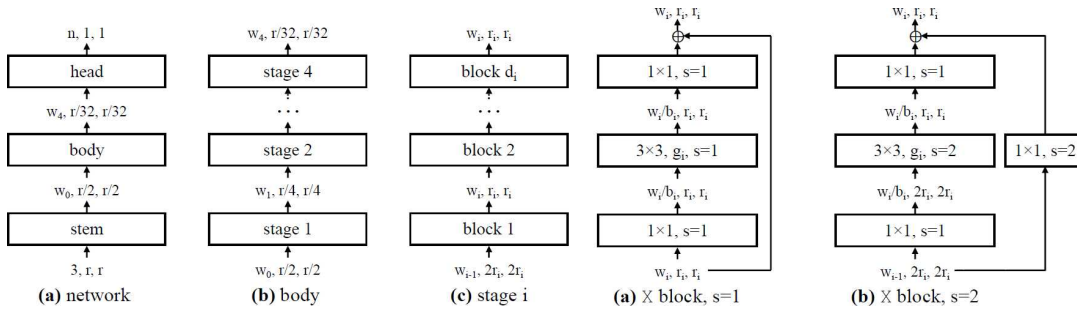 n, 1, 1
head
w₄, r/32, r/32
body
w₀, r/2, r/2
stem
3, r, r
(a) network
w₄, r/32, r/32
stage 4
...
stage 2
w₁, r/4, r/4
stage 1
w₀, r/2, r/2
(b) body
wᵢ, rᵢ, rᵢ
block dᵢ
...
block 2
wᵢ, rᵢ, rᵢ
block 1
wᵢ₋₁, 2rᵢ, 2rᵢ
(c) stage i
wᵢ, rᵢ, rᵢ
1×1, s=1
wᵢ/bᵢ, rᵢ, rᵢ
3×3, gᵢ, s=1
wᵢ/bᵢ, rᵢ, rᵢ
1×1, s=1
wᵢ, rᵢ, rᵢ
(a) X block, s=1
wᵢ, rᵢ, rᵢ
1×1, s=1
wᵢ/bᵢ, rᵢ, rᵢ
3×3, gᵢ, s=2
1×1, s=2
wᵢ/bᵢ, 2rᵢ, 2rᵢ
1×1, s=1
wᵢ₋₁, 2rᵢ, 2rᵢ
(b) X block, s=2